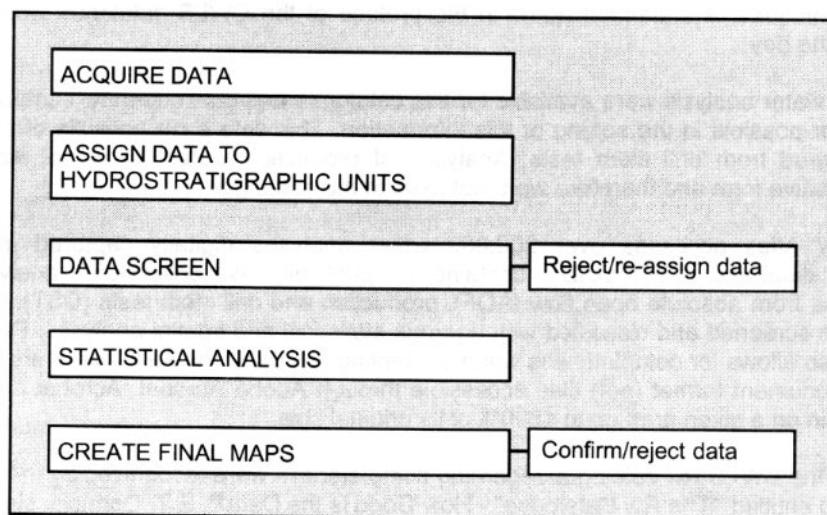 ACQUIRE DATA
ASSIGN DATA TO
HYDROSTRATIGRAPHIC UNITS
DATA SCREEN
Reject/re-assign data
STATISTICAL ANALYSIS
CREATE FINAL MAPS
Confirm/reject data